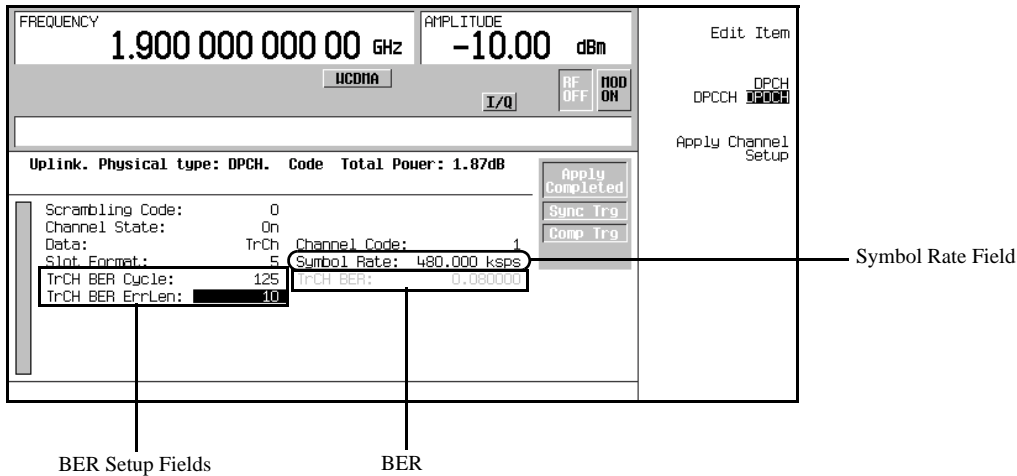 FREQUENCY
1.900 000 000 00 GHz
AMPLITUDE
-10.00 dBm
WCDMA
I/Q
RF OFF
MOD ON
Edit Item
DPCH
DPCCH DPDCH
Apply Channel Setup
Uplink. Physical type: DPCH. Code Total Power: 1.87dB
Apply Completed
Sync Trg
Comp Trg
Scrambling Code: 0
Channel State: On
Data: TrCh Channel Code: 1
Slot Format: 5 Symbol Rate: 480.000 ksps
TrCH BER Cycle: 125 TrCH BER: 0.080000
TrCH BER ErrLen: 10
Symbol Rate Field
BER Setup Fields
BER